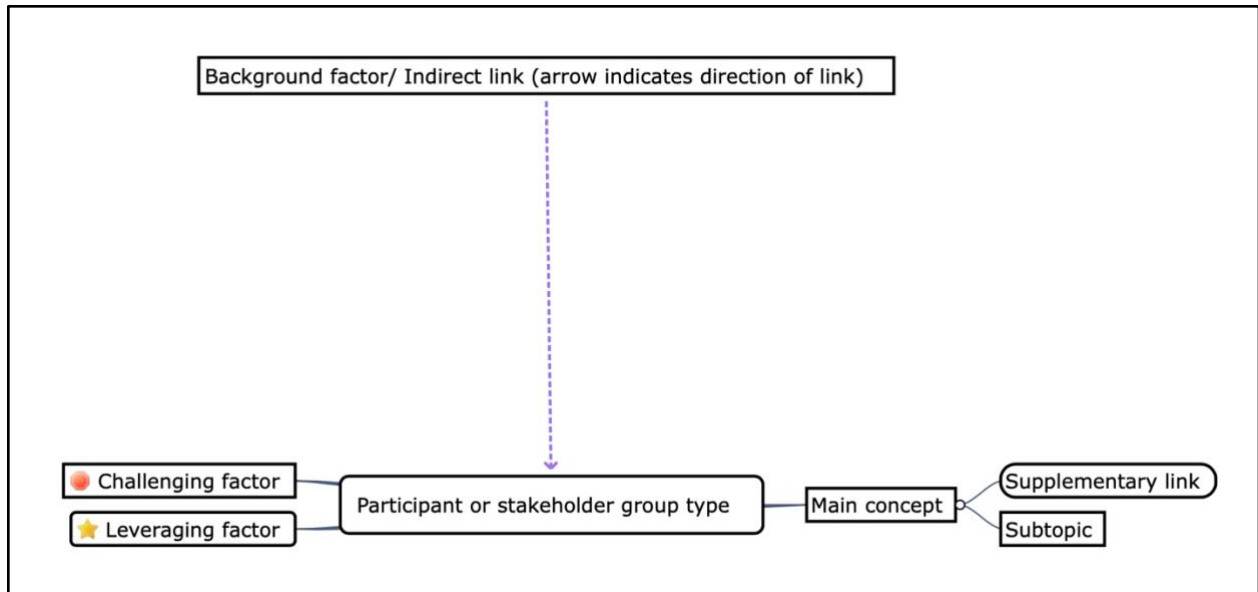 Background factor/ Indirect link (arrow indicates direction of link)
Challenging factor
Leveraging factor
Participant or stakeholder group type
Main concept
Supplementary link
Subtopic